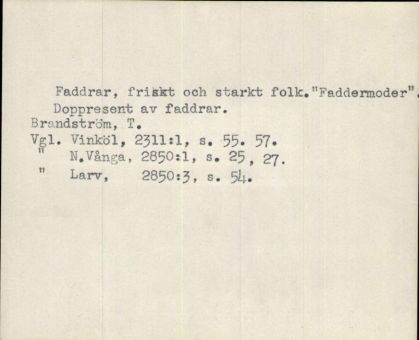 Faddrar, friskt och starkt folk."Faddermoder".
Doppresent av faddrar.
Brandström, T.
Vgl. Vinköl, 2311:1, s. 55. 57.
" N.Vånga, 2850:1, s. 25, 27.
" Larv, 2850:3, s. 54.